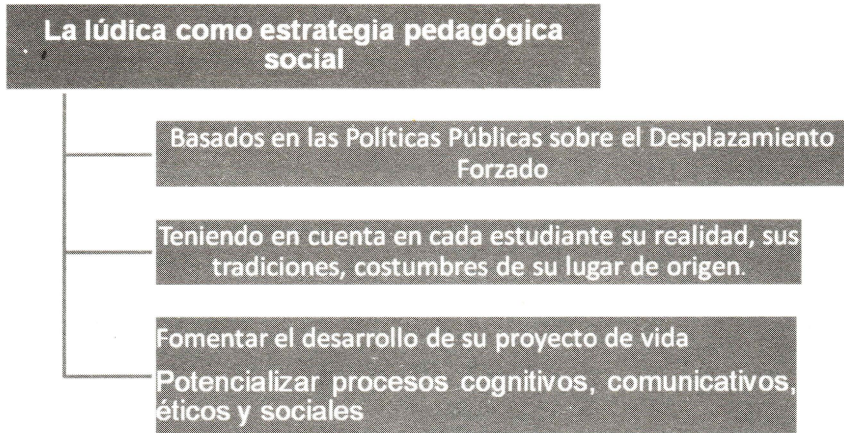 La lúdica como estrategia pedagógica
social
Basados en las Políticas Públicas sobre el Desplazamiento
Forzado
Teniendo en cuenta en cada estudiante su realidad, sus
tradiciones, costumbres de su lugar de origen.
Fomentar el desarrollo de su proyecto de vida
Potencializar procesos cognitivos, comunicativos,
éticos y sociales